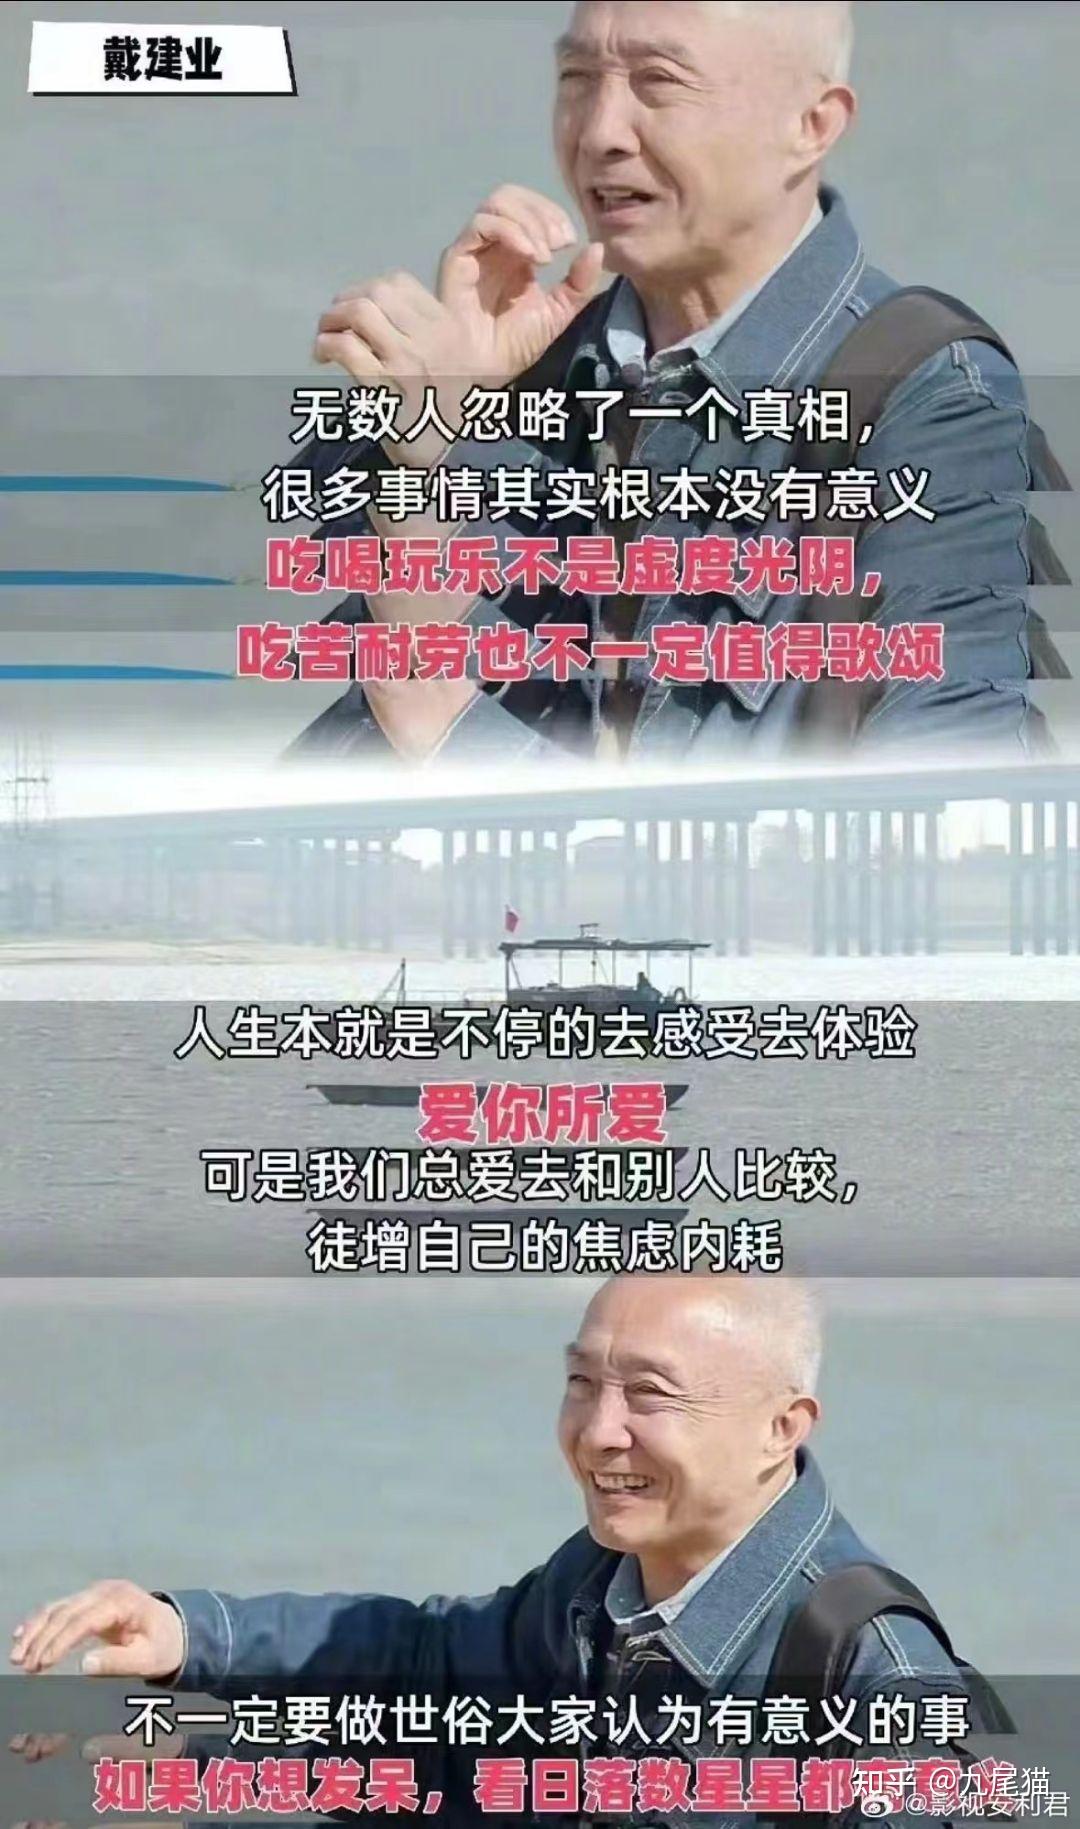 戴建业
无数人忽略了一个真相，
很多事情其实根本没有意义
吃喝玩乐不是虚度光阴，
吃苦耐劳也不一定值得歌颂
人生本就是不停的去感受去体验
爱你所爱
可是我们总爱去和别人比较，
徒增自己的焦虑内耗
不一定要做世俗大家认为有意义的事
如果你想发呆，看日落数星星都
知乎 @九尾猫
@影视安利君